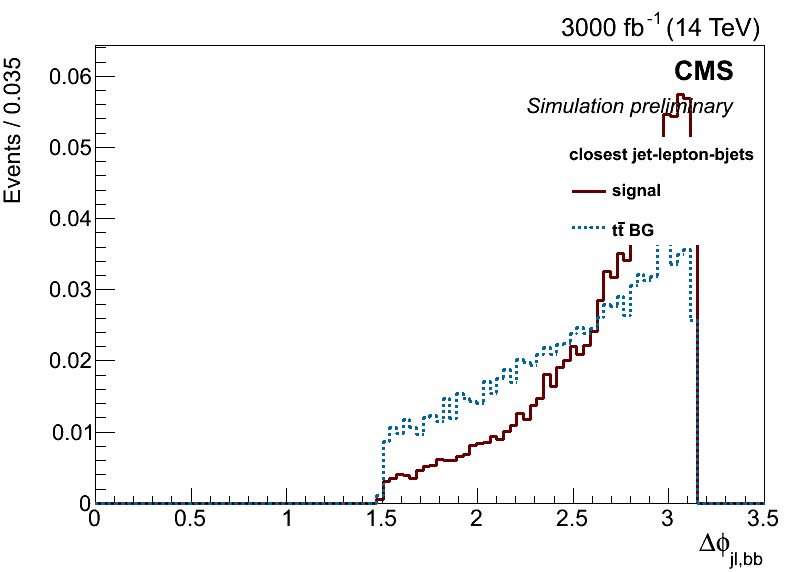 3000 fb⁻¹ (14 TeV)
CMS
Simulation preliminary
closest jet-lepton-bjets
signal
tt̄ BG
Events / 0.035
0.06
0.05
0.04
0.03
0.02
0.01
0
0 0.5 1 1.5 2 2.5 3 3.5
Δϕ jl,bb